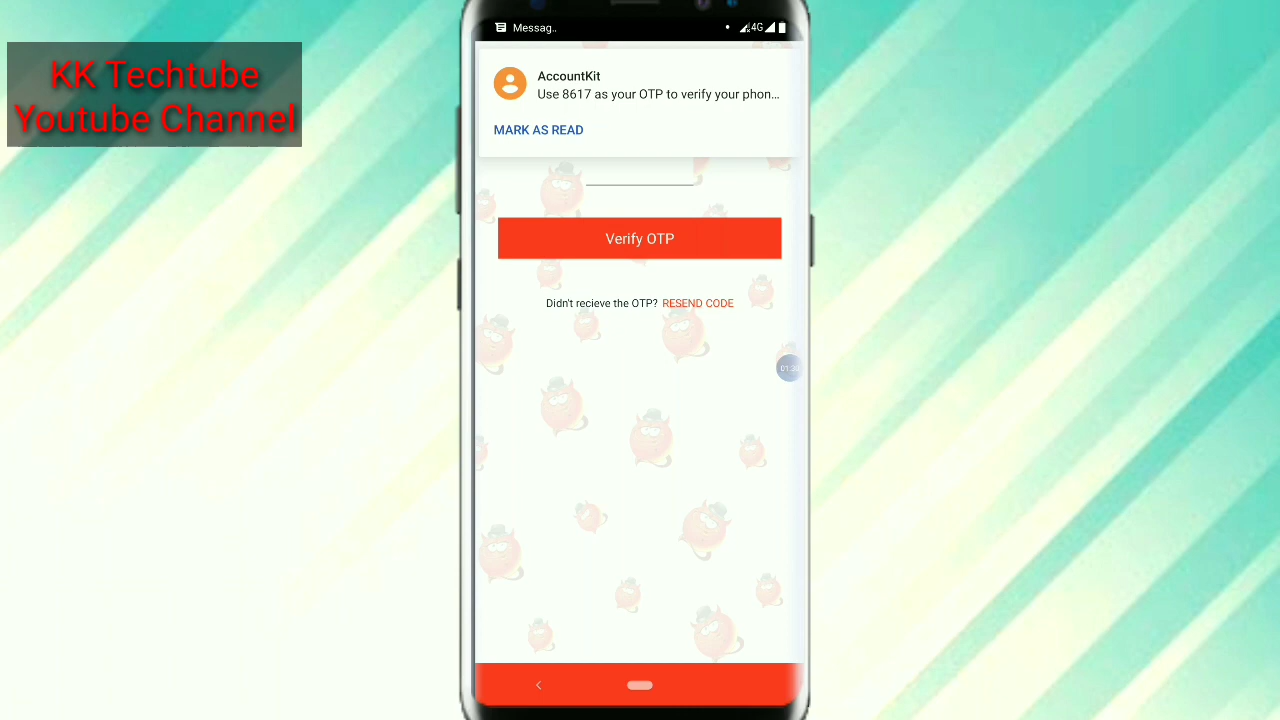 KK Techtube
Youtube Channel
Messag..
4G
AccountKit
Use 8617 as your OTP to verify your phon...
MARK AS READ
Verify OTP
Didn't recieve the OTP? RESEND CODE